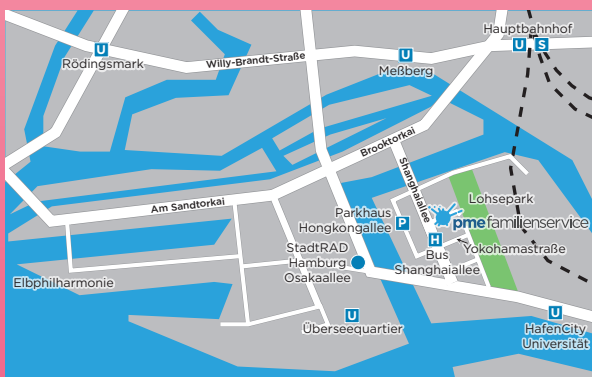 Hauptbahnhof
U S
U
Rödingsmark
Willy-Brandt-Straße
U
Meßberg
Brooktorkai
Shanghaiallee
Am Sandtorkai
Lohsepark
Parkhaus
Hongkongallee
P
pmefamilienservice
H
Yokohamastraße
Bus
Shanghaiallee
StadtRAD
Hamburg
Osakaallee
Elbphilharmonie
U
Überseequartier
U
HafenCity
Universität